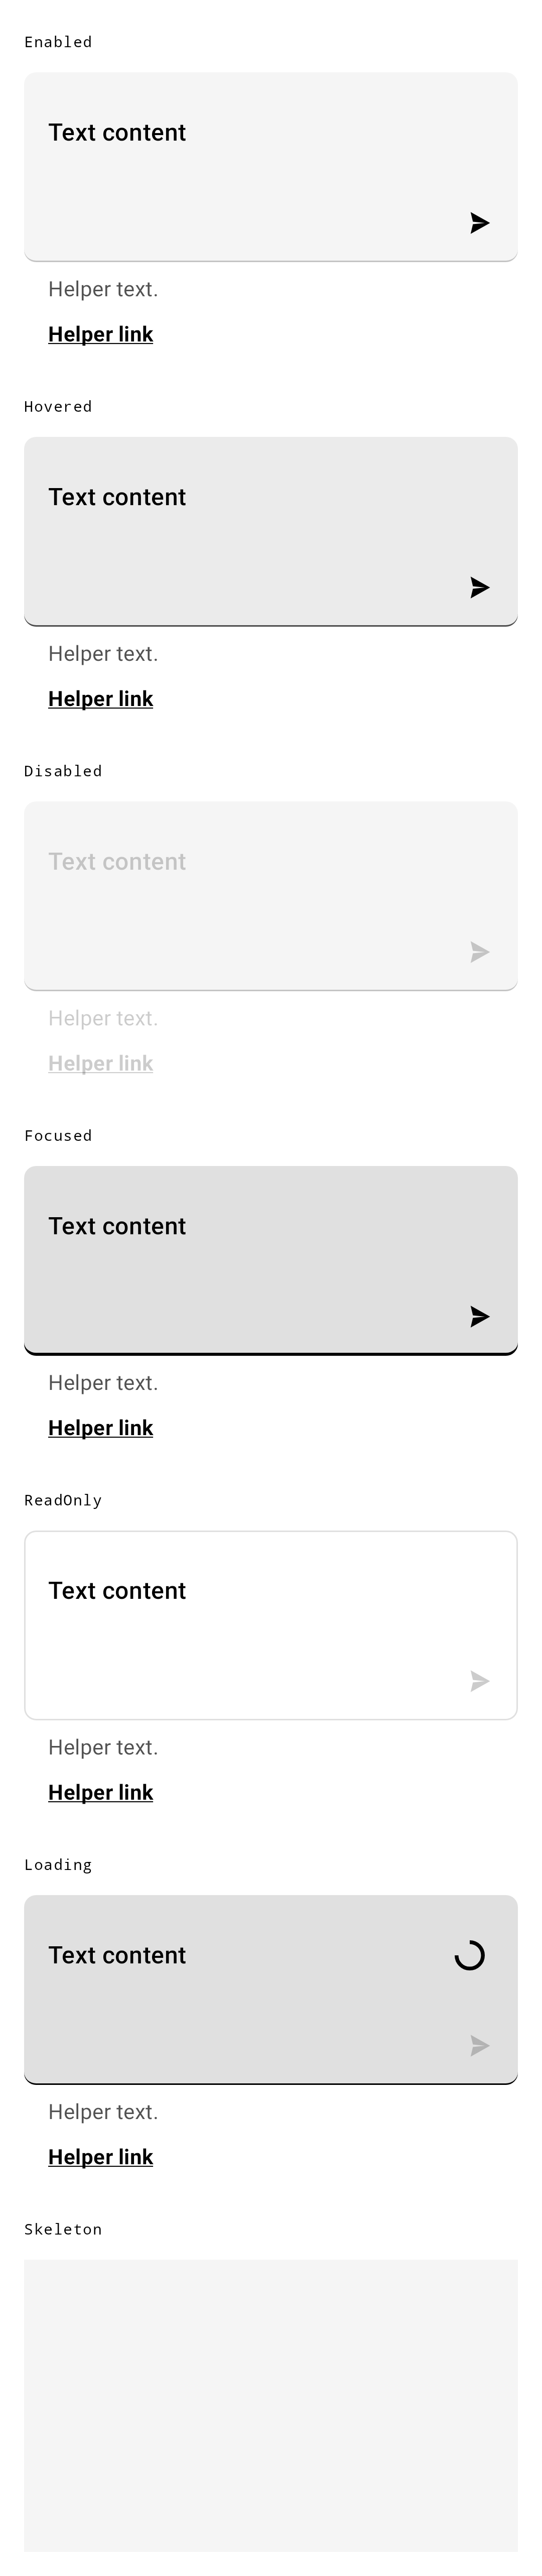 Enabled
Text content
Helper text.
Helper link
Hovered
Text content
Helper text.
Helper link
Disabled
Text content
Helper text.
Helper link
Focused
Text content
Helper text.
Helper link
ReadOnly
Text content
Helper text.
Helper link
Loading
Text content
Helper text.
Helper link
Skeleton